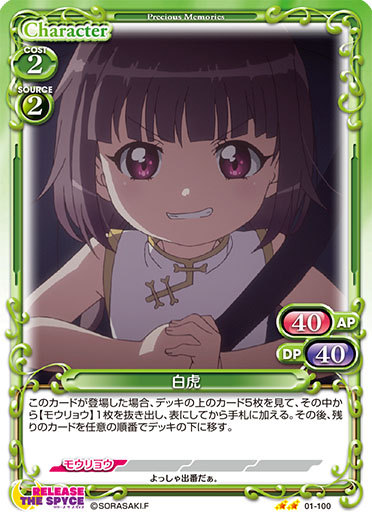 Precious Memories
Character
COST
2
SOURCE
2
40 AP
DP 40
白虎
このカードが登場した場合、デッキの上のカード5枚を見て、その中か
ら【モウリョウ】1枚を抜き出し、表にしてから手札に加える。その後、残
りのカードを任意の順番でデッキの下に移す。
モウリョウ
よっしゃ出番だぁ。
RELEASE
THE SPYCE
©SORASAKI.F
01-100